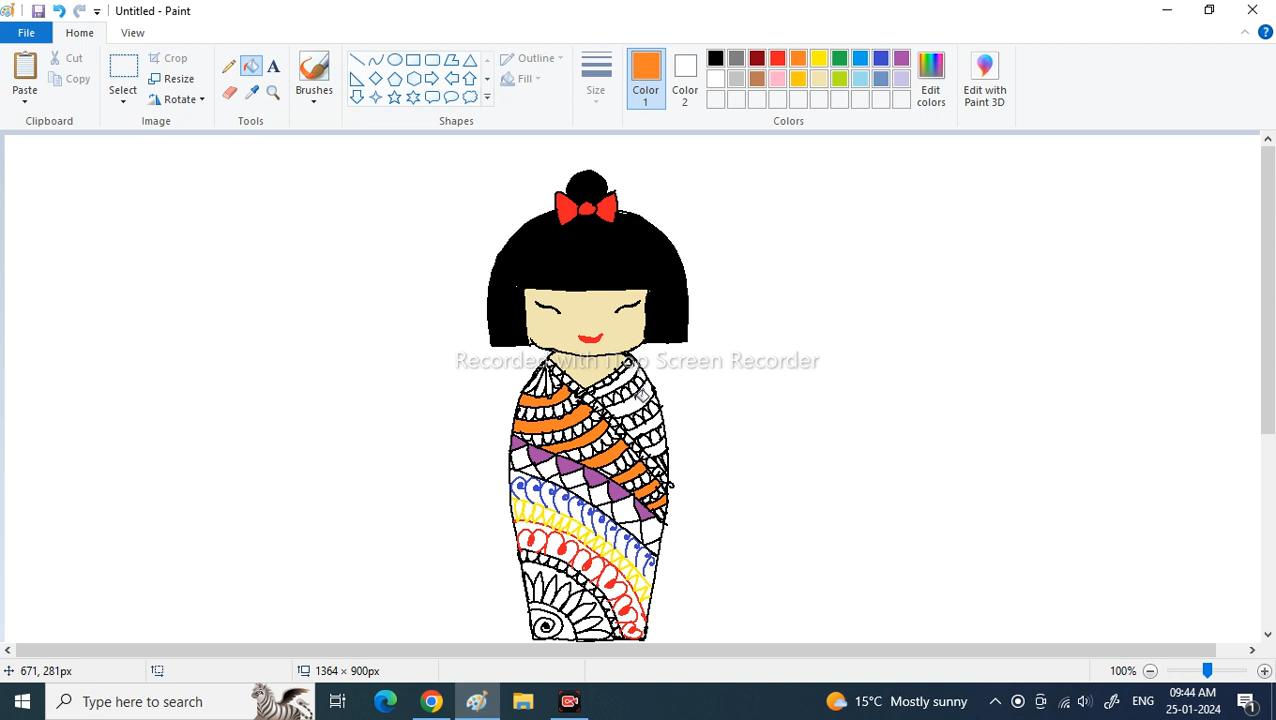 Untitled - Paint
File
Home
View
Paste
Cut
Copy
Clipboard
Select
Crop
Resize
Rotate
Image
A
Tools
Brushes
Outline
Fill
Shapes
Size
Color 1
Color 2
Edit colors
Colors
Edit with Paint 3D
Recorded with iTop Screen Recorder
671, 281px
1364 × 900px
100%
Type here to search
15°C Mostly sunny
ENG
09:44 AM
25-01-2024
1